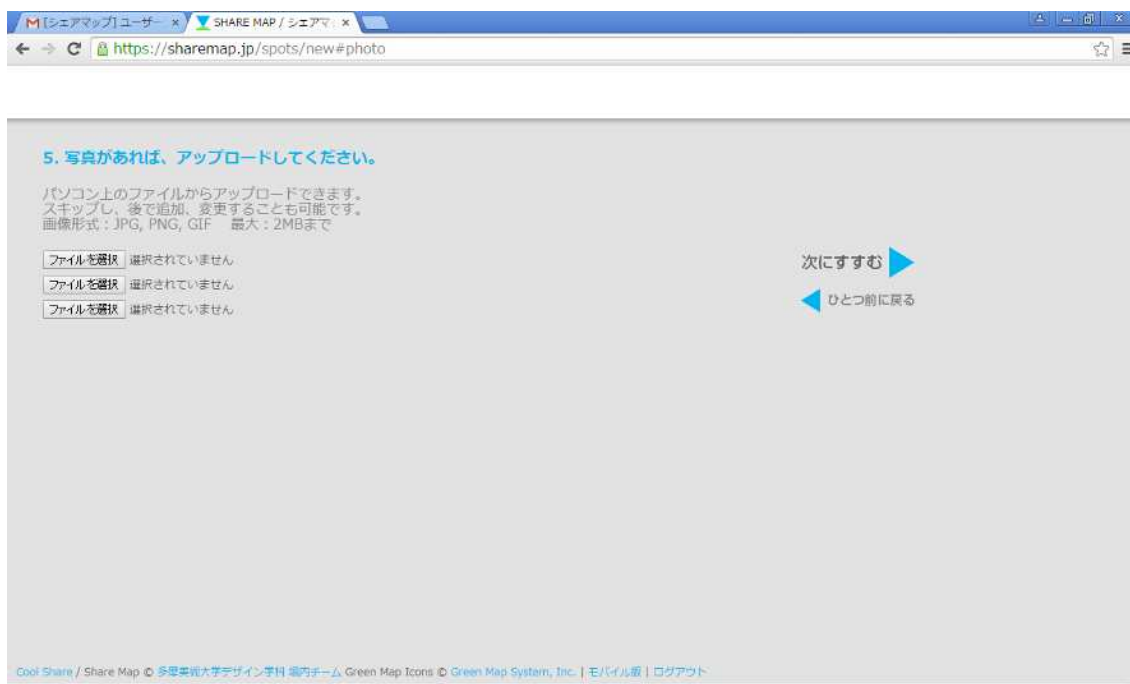 [シェアマップ] ユーザー
SHARE MAP / シェアマ
https://sharemap.jp/spots/new#photo
5. 写真があれば、アップロードしてください。
パソコン上のファイルからアップロードできます。
スキップし、後で追加、変更することも可能です。
画像形式：JPG, PNG, GIF 最大：2MBまで
ファイルを選択 選択されていません
ファイルを選択 選択されていません
ファイルを選択 選択されていません
次にすすむ
ひとつ前に戻る
Cool Share / Share Map © 多摩美術大学デザイン学科 堀内チーム Green Map Icons © Green Map System, Inc. | モバイル版 | ログアウト